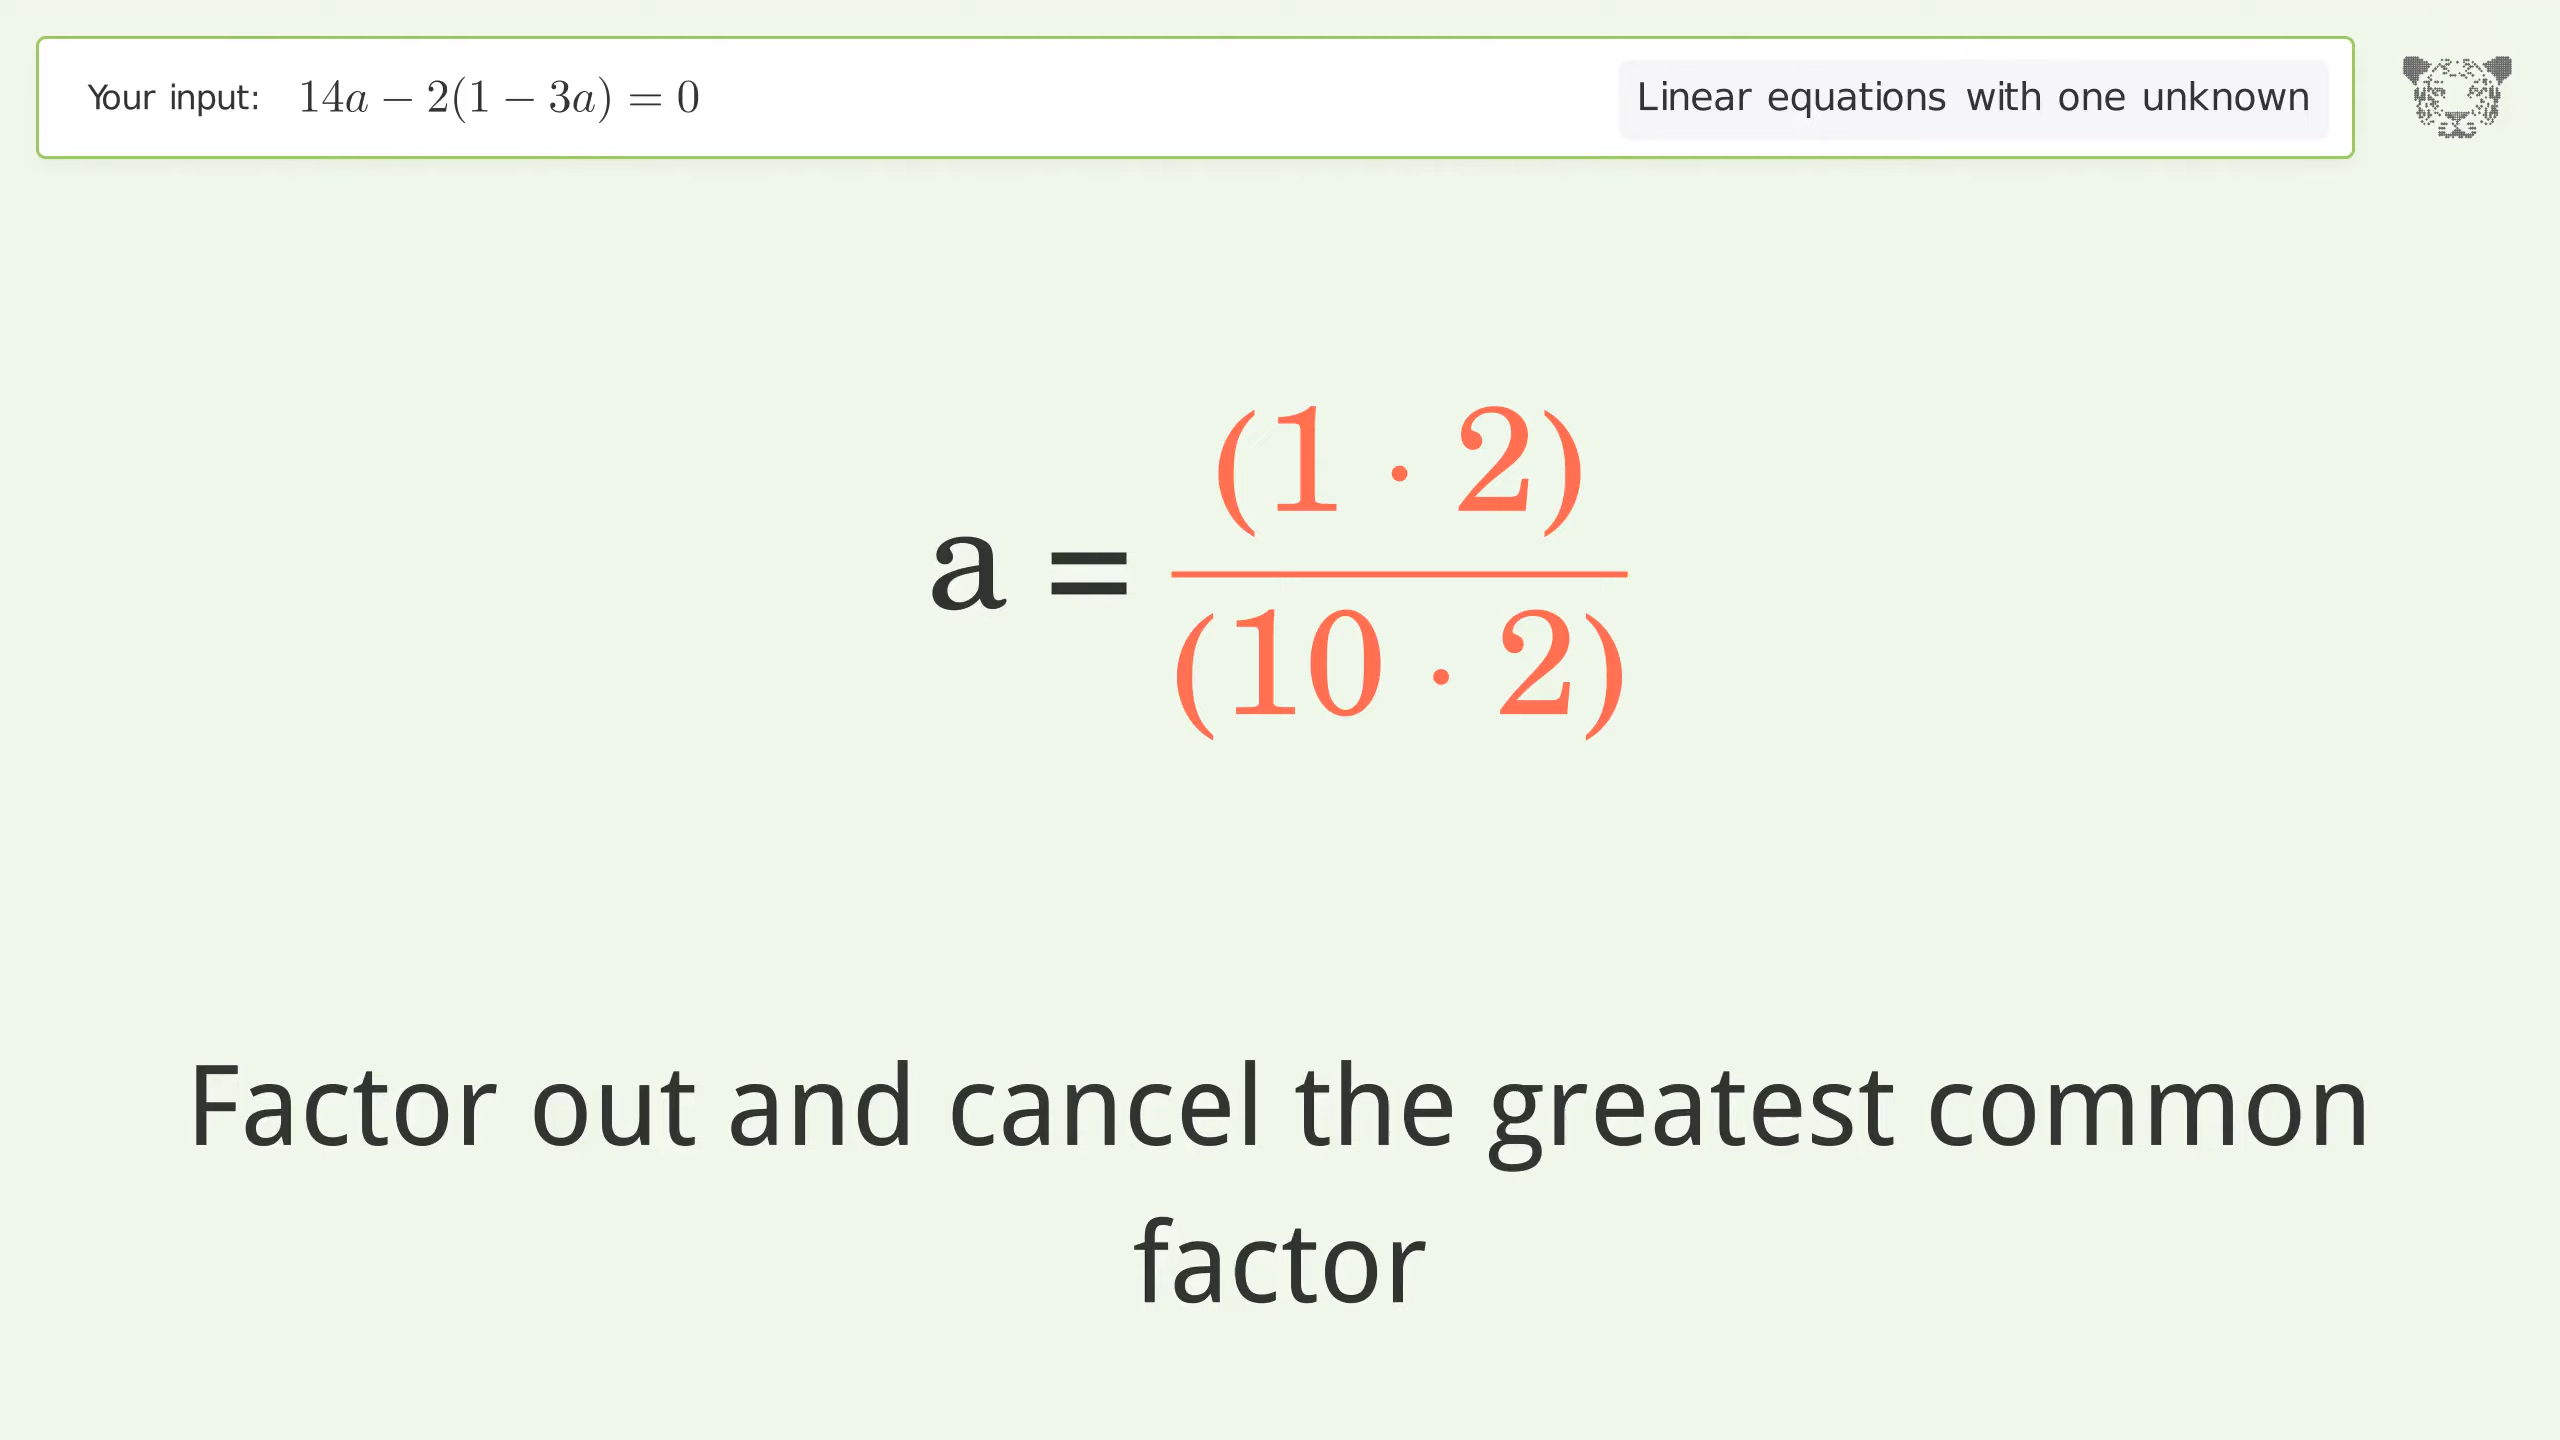 Your input: 14a − 2(1 − 3a) = 0
Linear equations with one unknown
a = (1 · 2) / (10 · 2)
Factor out and cancel the greatest common
factor